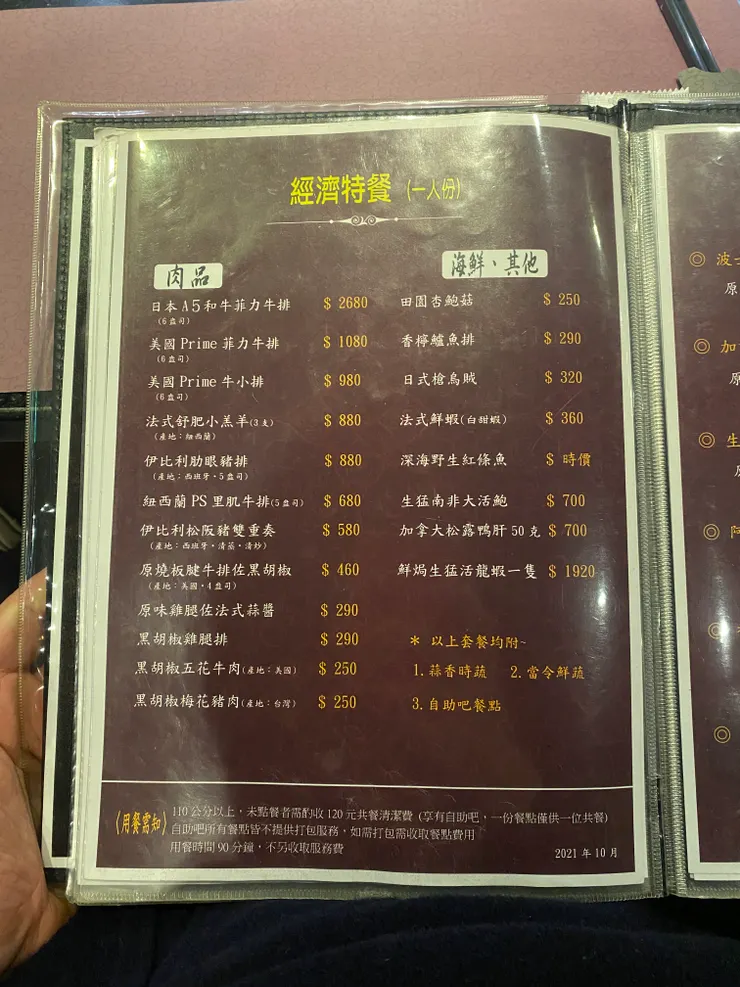 經濟特餐(一人份)
肉品
日本A5和牛菲力牛排 $ 2680
(6盎司)
美國Prime菲力牛排 $ 1080
(6盎司)
美國Prime牛小排 $ 980
(6盎司)
法式舒肥小羔羊(3支) $ 880
(產地:紐西蘭)
伊比利肋眼豬排 $ 880
(產地:西班牙・5盎司)
紐西蘭PS里肌牛排(5盎司) $ 680
伊比利松阪豬雙重奏 $ 580
(產地:西班牙・清蒸・清炒)
原燒板腱牛排佐黑胡椒 $ 460
(產地:美國・4盎司)
原味雞腿佐法式蒜醬 $ 290
黑胡椒雞腿排 $ 290
黑胡椒五花牛肉(產地:美國) $ 250
黑胡椒梅花豬肉(產地:台灣) $ 250
海鮮、其他
田園杏鮑菇 $ 250
香檸鱸魚排 $ 290
日式槍烏賊 $ 320
法式鮮蝦(白甜蝦) $ 360
深海野生紅條魚 $ 時價
生猛南非大活鮑 $ 700
加拿大松露鴨肝50克 $ 700
鮮焗生猛活龍蝦一隻 $ 1920
* 以上套餐均附~
1.蒜香時蔬 2.當令鮮蔬
3.自助吧餐點
〈用餐需知〉
110公分以上,未點餐者需酌收120元共餐清潔費(享有自助吧,一份餐點僅供一位共餐)
自助吧所有餐點皆不提供打包服務,如需打包需收取餐點費用
用餐時間90分鐘,不另收取服務費
2021年10月
◎ 波
原
◎ 加
原
◎ 生
原
◎ 阿